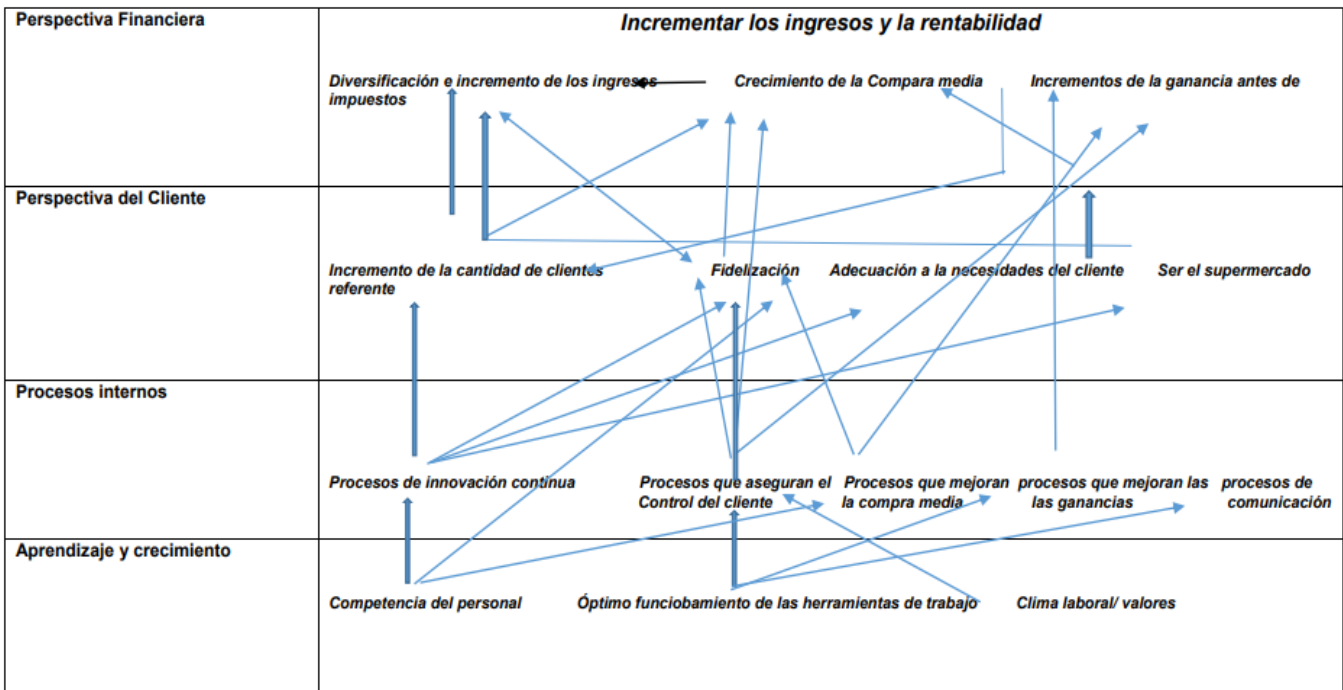 Perspectiva Financiera
Incrementar los ingresos y la rentabilidad
Diversificación e incremento de los ingresos Crecimiento de la Compara media Incrementos de la ganancia antes de
impuestos
Perspectiva del Cliente
Incremento de la cantidad de clientes Fidelización Adecuación a la necesidades del cliente Ser el supermercado
referente
Procesos internos
Procesos de innovación continua Procesos que aseguran el Procesos que mejoran procesos que mejoran las procesos de
Control del cliente la compra media las ganancias comunicación
Aprendizaje y crecimiento
Competencia del personal Óptimo funciobamiento de las herramientas de trabajo Clima laboral/ valores